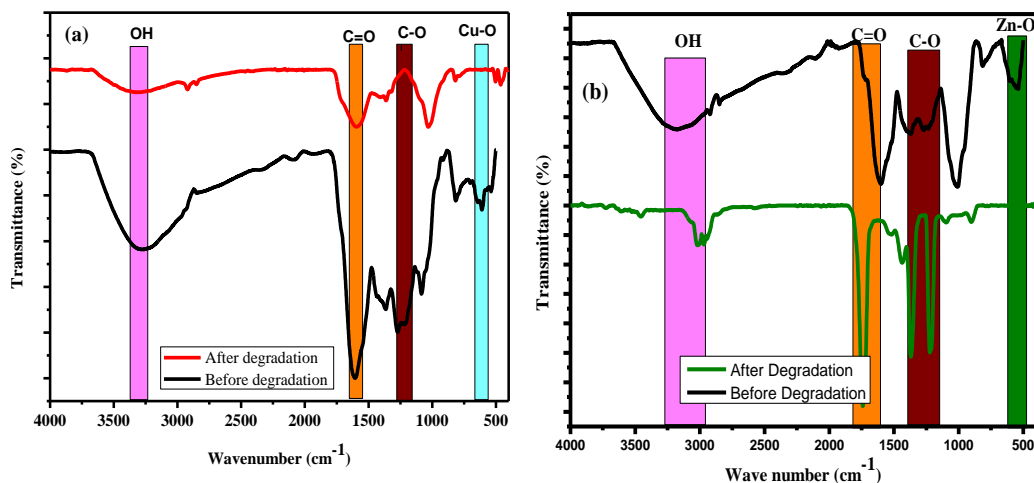 (a)
OH
C=O
C-O
Cu-O
Transmittance (%)
After degradation
Before degradation
4000 3500 3000 2500 2000 1500 1000 500
Wavenumber (cm-1)
(b)
OH
C=O
C-O
Zn-O
Transmittance (%)
After Degradation
Before Degradation
4000 3500 3000 2500 2000 1500 1000 500
Wave number (cm-1)